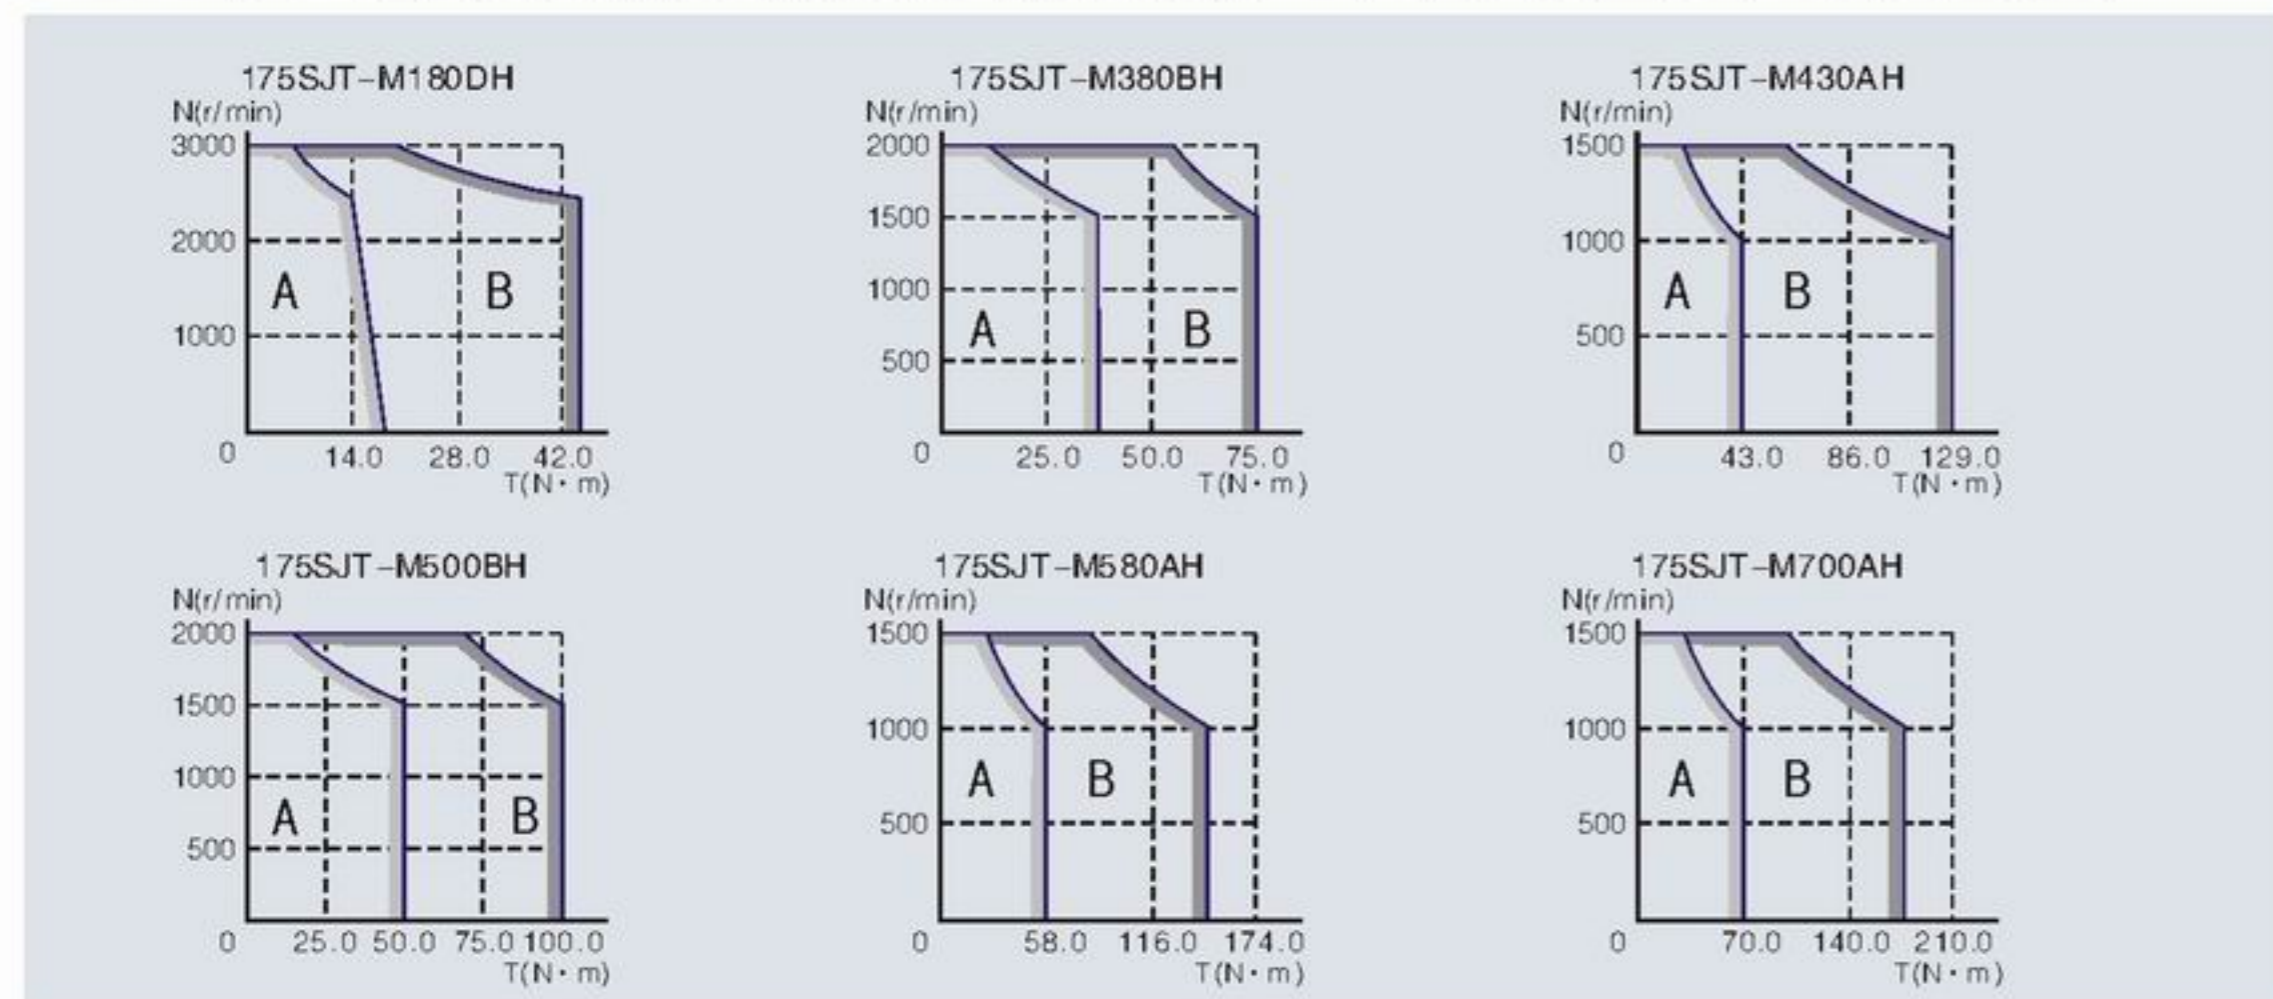 175SJT-M180DH
N(r/min)
3000
2000
1000
0
14.0 28.0 42.0
T(N·m)
A
B
175SJT-M380BH
N(r/min)
2000
1500
1000
500
0
25.0 50.0 75.0
T(N·m)
A
B
175SJT-M430AH
N(r/min)
1500
1000
500
0
43.0 86.0 129.0
T(N·m)
A
B
175SJT-M500BH
N(r/min)
2000
1500
1000
500
0
25.0 50.0 75.0 100.0
T(N·m)
A
B
175SJT-M580AH
N(r/min)
1500
1000
500
0
58.0 116.0 174.0
T(N·m)
A
B
175SJT-M700AH
N(r/min)
1500
1000
500
0
70.0 140.0 210.0
T(N·m)
A
B